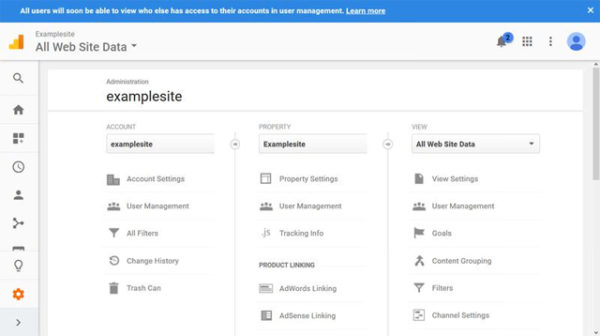 All users will soon be able to view who else has access to their accounts in user management. Learn more
Examplesite
All Web Site Data
2
Administration
examplesite
ACCOUNT
examplesite
Account Settings
User Management
All Filters
Change History
Trash Can
PROPERTY
Examplesite
Property Settings
User Management
.js Tracking Info
PRODUCT LINKING
AdWords Linking
AdSense Linking
VIEW
All Web Site Data
View Settings
User Management
Goals
Content Grouping
Filters
Channel Settings